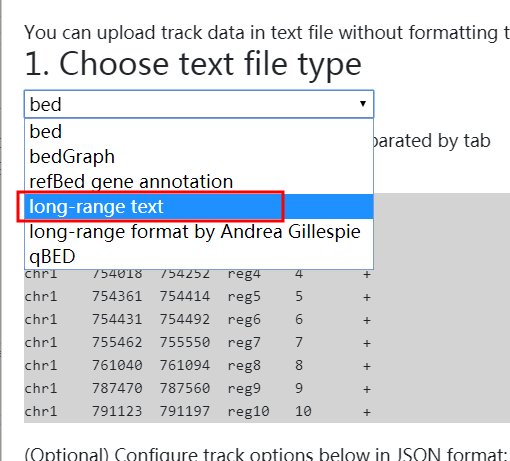 You can upload track data in text file without formatting t
1. Choose text file type
bed
bed
parated by tab
bedGraph
refBed gene annotation
long-range text
long-range format by Andrea Gillespie
qBED
chr1 754018 754252 reg4 4 +
chr1 754361 754414 reg5 5 +
chr1 754431 754492 reg6 6 +
chr1 755462 755550 reg7 7 +
chr1 761040 761094 reg8 8 +
chr1 787470 787560 reg9 9 +
chr1 791123 791197 reg10 10 +
(Optional) Configure track options below in JSON format: